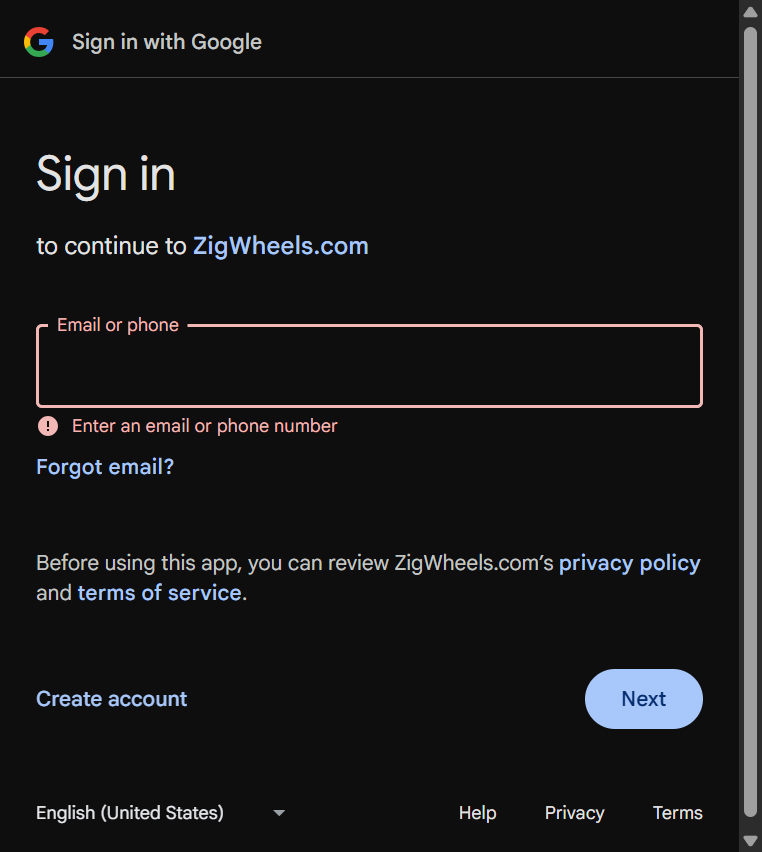 Sign in with Google
Sign in
to continue to ZigWheels.com
Email or phone
Enter an email or phone number
Forgot email?
Before using this app, you can review ZigWheels.com’s privacy policy
and terms of service.
Create account
Next
English (United States)
Help
Privacy
Terms